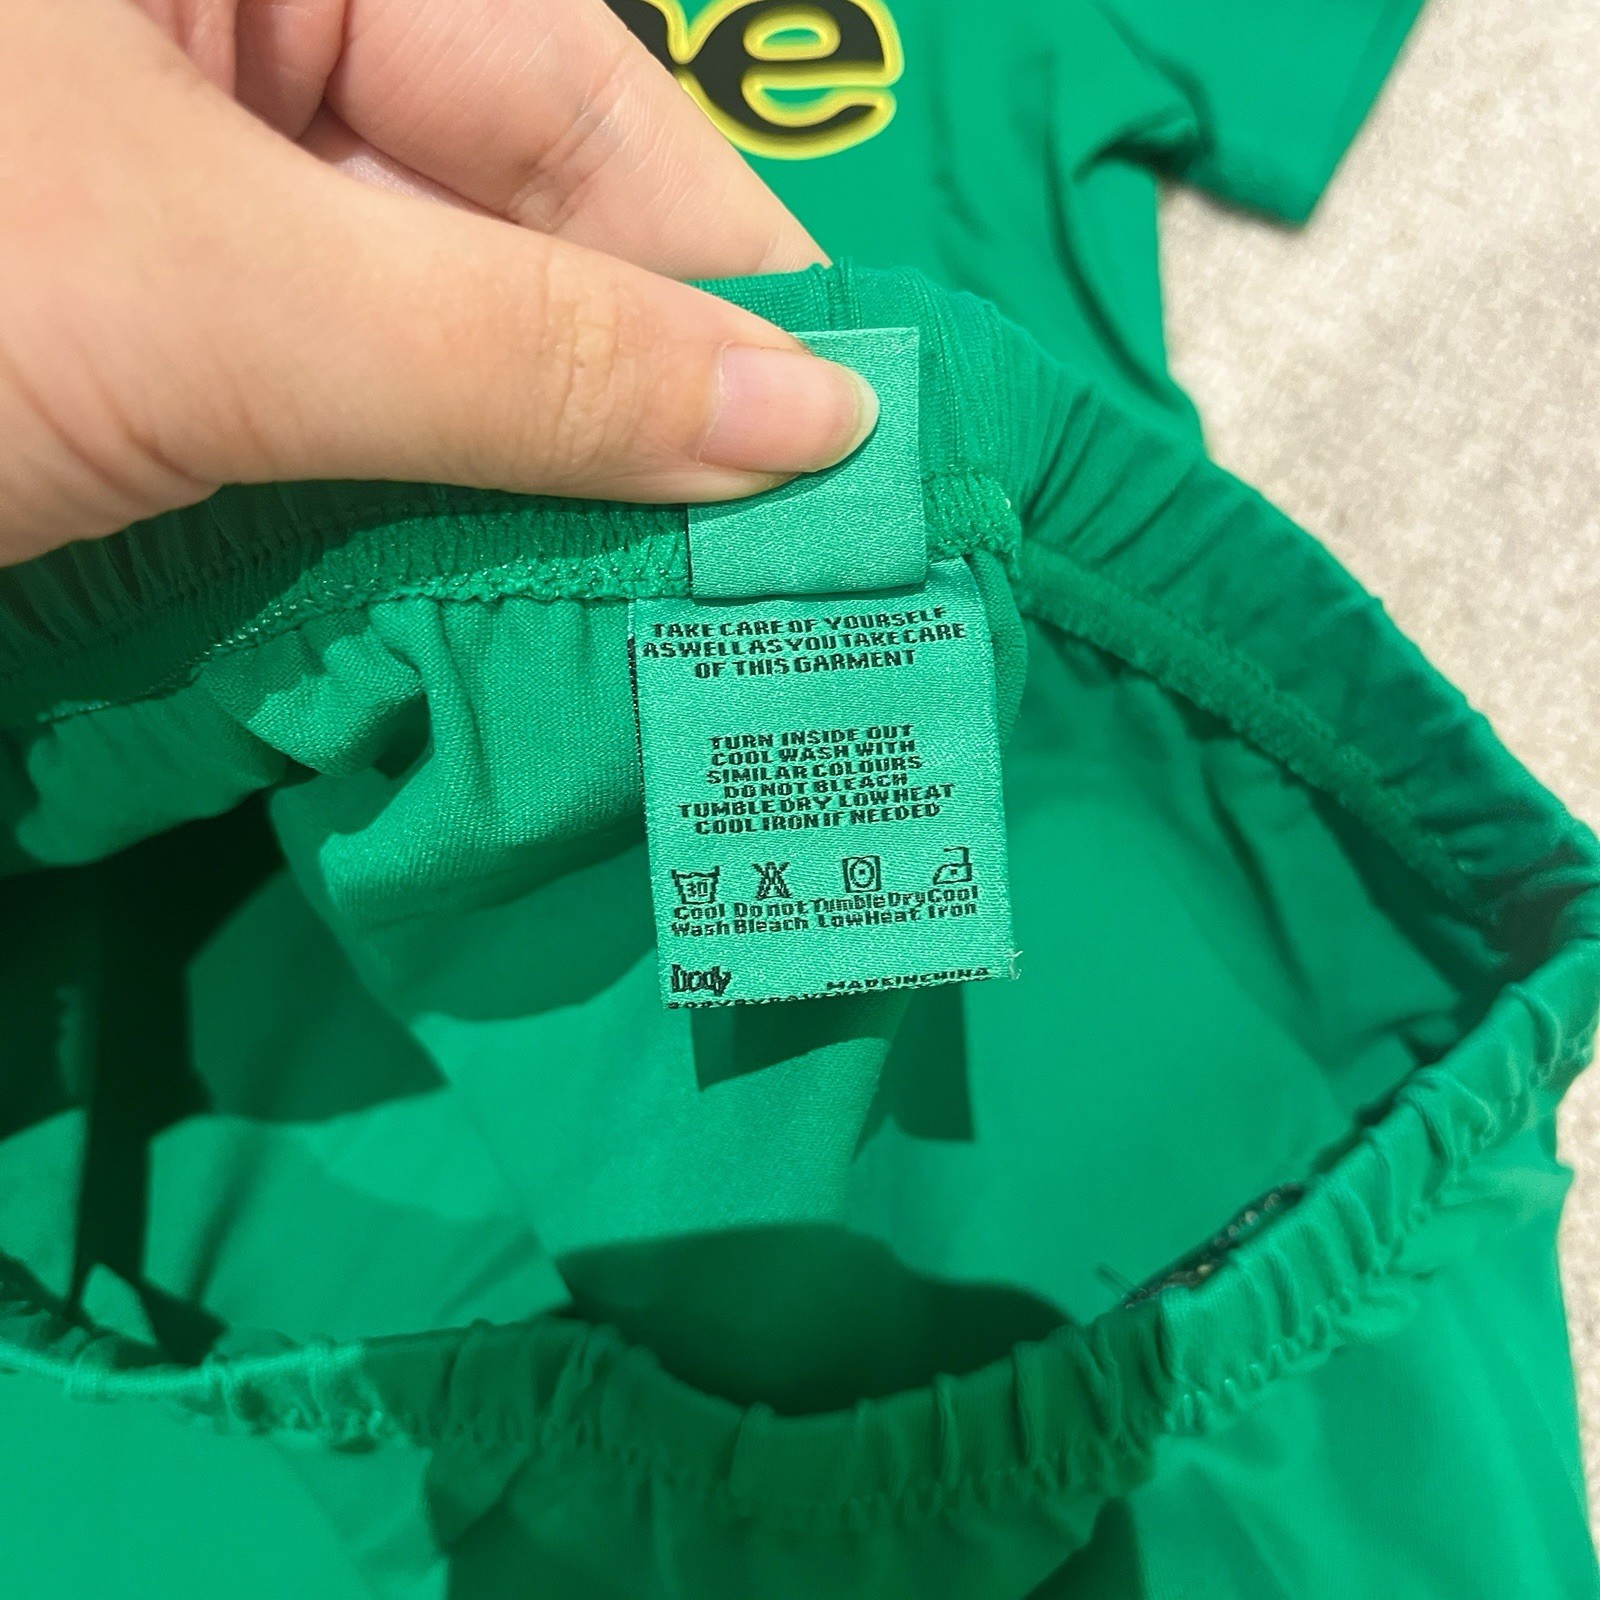 e
TAKE CARE OF YOURSELF
AS WELL AS YOU TAKE CARE
OF THIS GARMENT
TURN INSIDE OUT
COOL WASH WITH
SIMILAR COLOURS
DO NOT BLEACH
TUMBLE DRY LOW HEAT
COOL IRON IF NEEDED
30
Cool Do not Tumble Dry Cool
Wash Bleach Low Heat Iron
body MADE IN CHINA